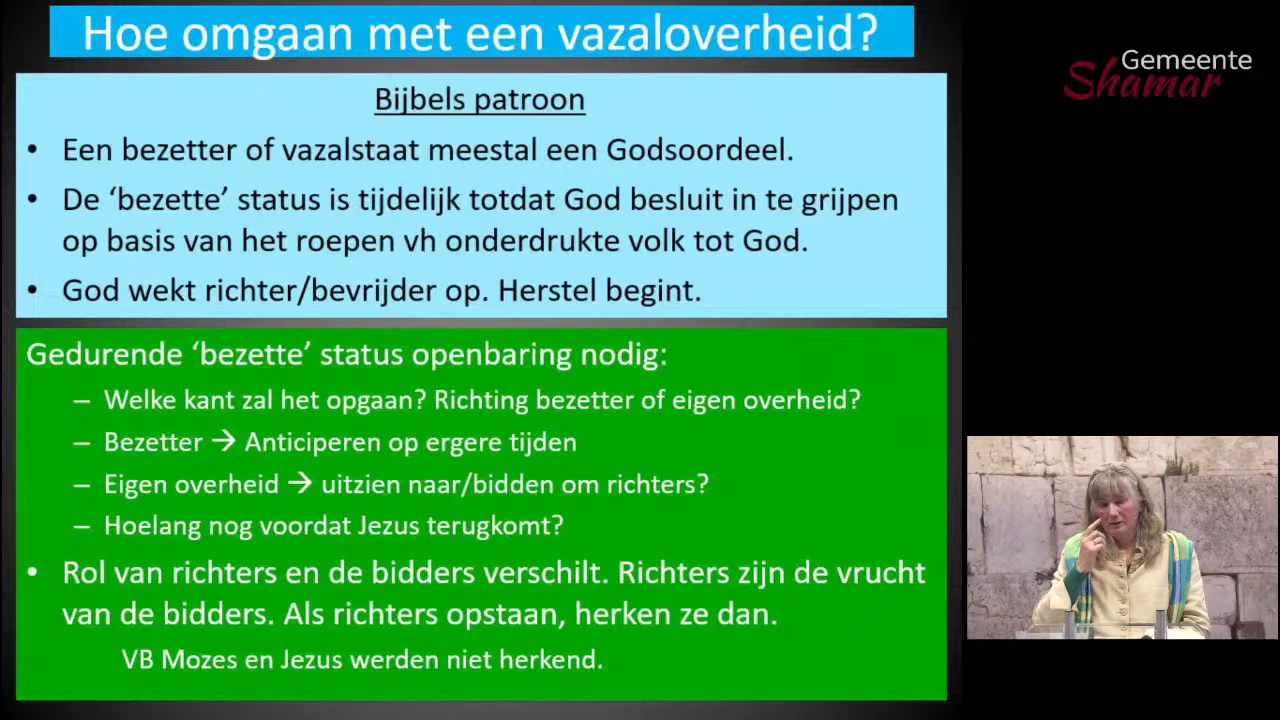 Hoe omgaan met een vazaloverheid?
Gemeente
Shamar
Bijbels patroon
• Een bezetter of vazalstaat meestal een Godsoordeel.
• De ‘bezette’ status is tijdelijk totdat God besluit in te grijpen
op basis van het roepen vh onderdrukte volk tot God.
• God wekt richter/bevrijder op. Herstel begint.
Gedurende ‘bezette’ status openbaring nodig:
– Welke kant zal het opgaan? Richting bezetter of eigen overheid?
– Bezetter → Anticiperen op ergere tijden
– Eigen overheid → uitzien naar/bidden om richters?
– Hoelang nog voordat Jezus terugkomt?
• Rol van richters en de bidders verschilt. Richters zijn de vrucht
van de bidders. Als richters opstaan, herken ze dan.
VB Mozes en Jezus werden niet herkend.